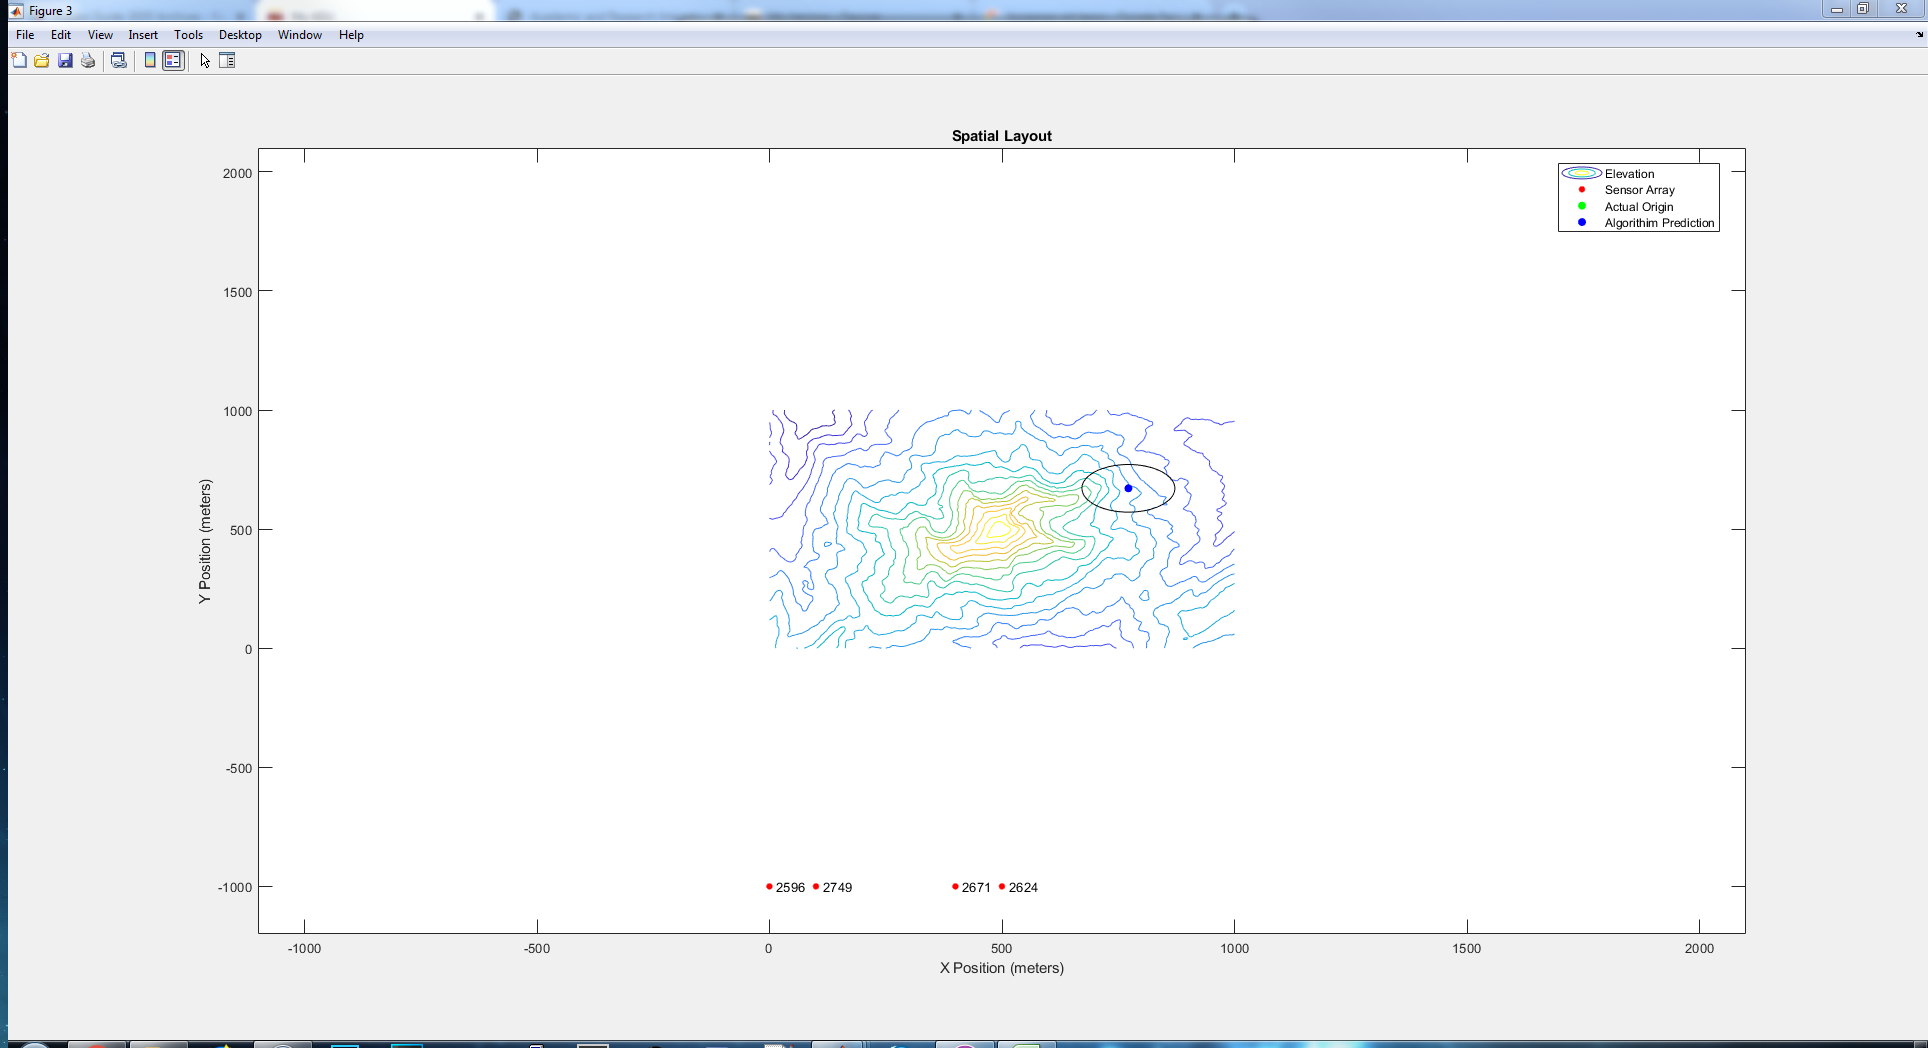 Figure 3
File Edit View Insert Tools Desktop Window Help
Spatial Layout
Elevation
Sensor Array
Actual Origin
Algorithim Prediction
2000
1500
1000
500
0
-500
-1000
Y Position (meters)
2596 2749 2671 2624
-1000 -500 0 500 1000 1500 2000
X Position (meters)